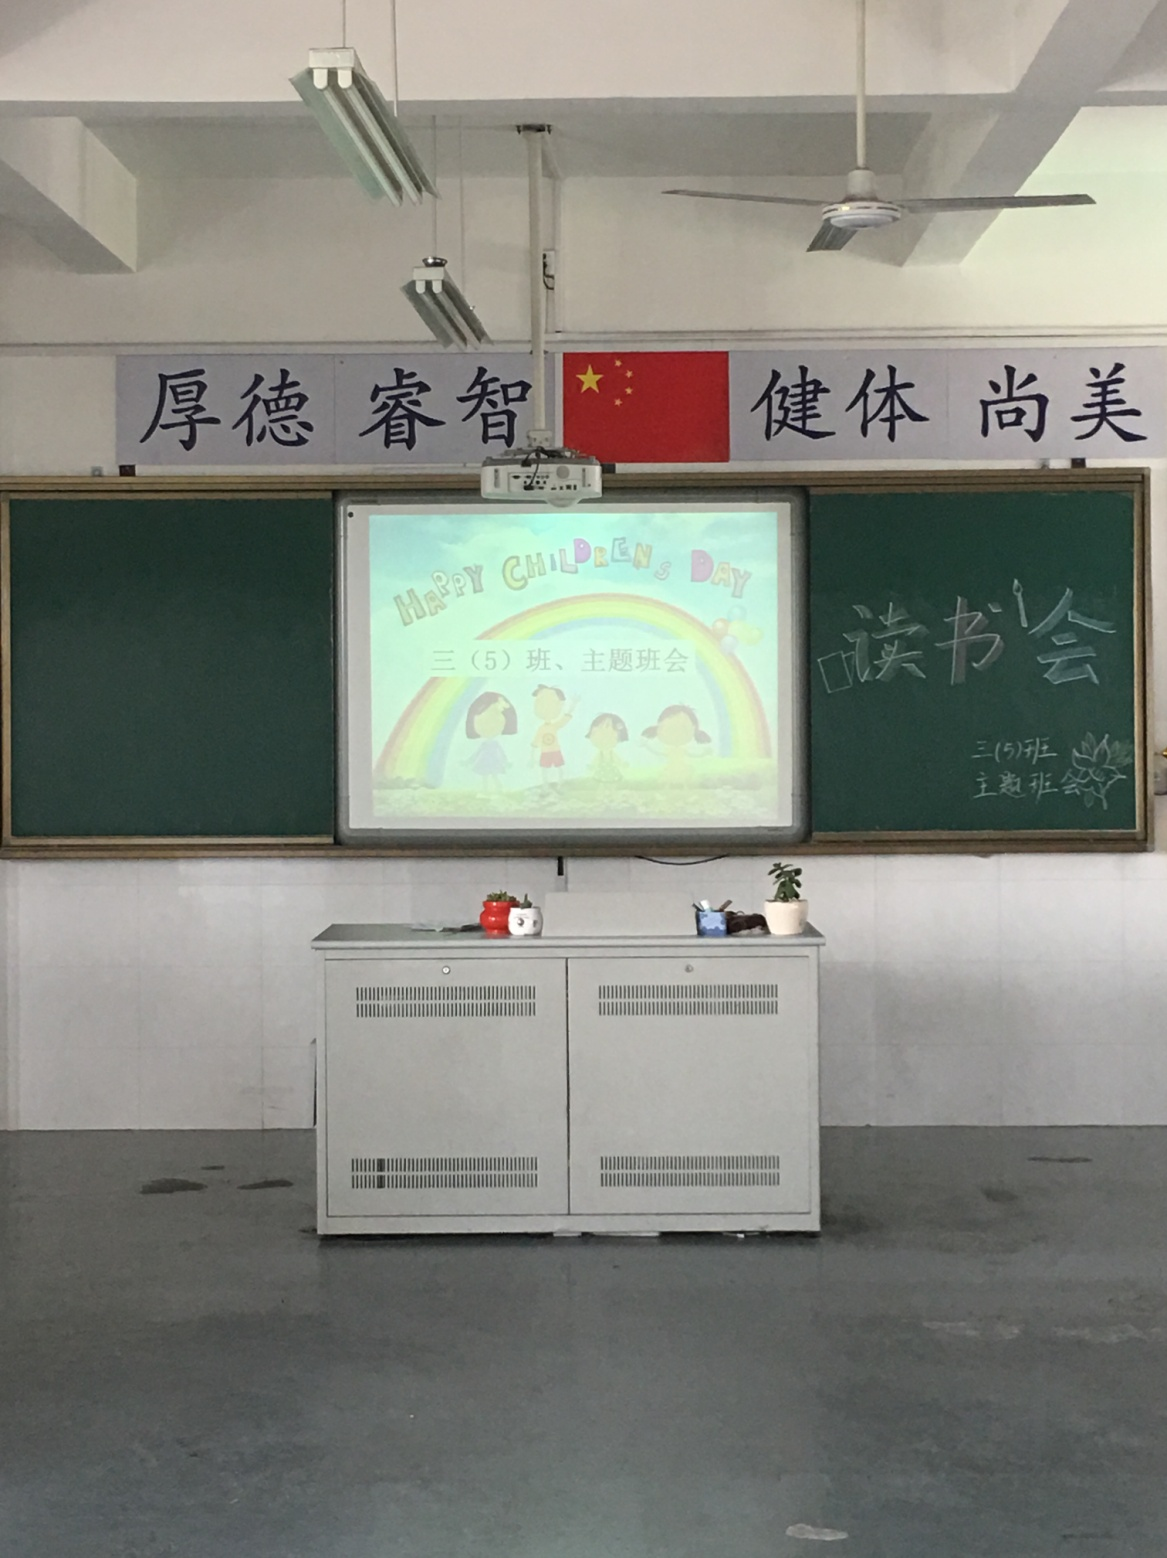 厚德 睿智 健体 尚美
HAPPY CHILDRENS DAY
三（5）班、主题班会
读书会
三(5)班
主题班会